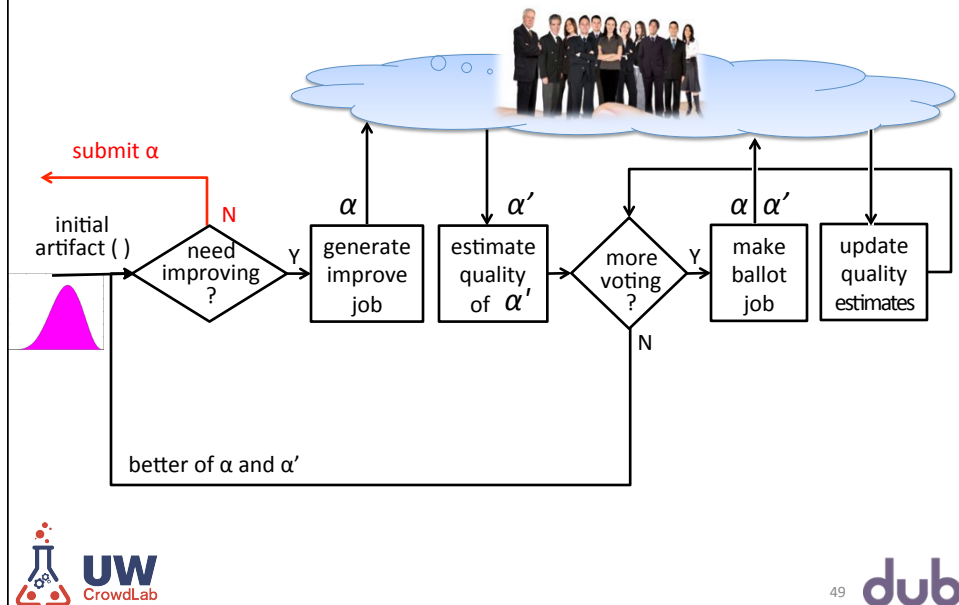 submit α
N
initial
artifact ( )
need
improving
?
Y
α
generate
improve
job
α’
estimate
quality
of α'
more
voting
?
Y
N
α α’
make
ballot
job
update
quality
estimates
better of α and α’
UW
CrowdLab
49
dub